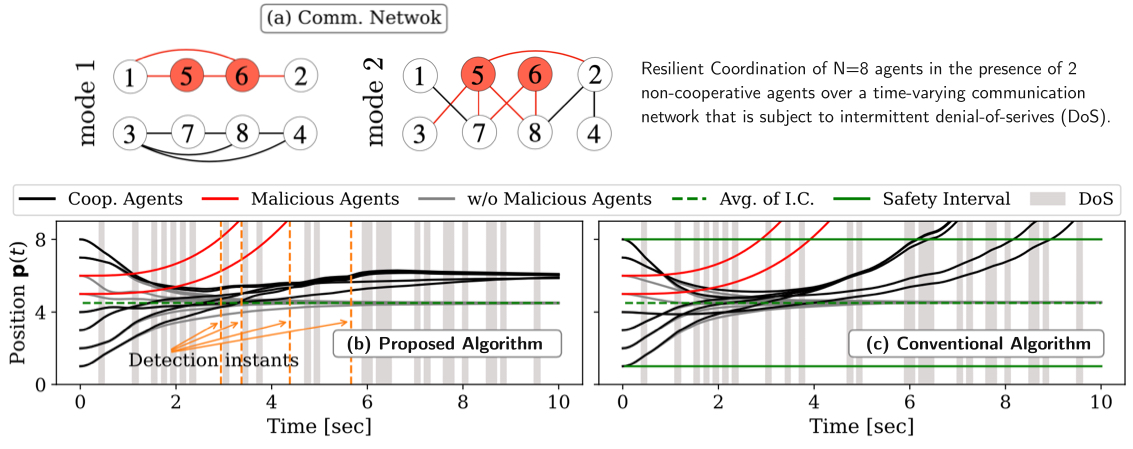 (a) Comm. Netwok
mode 1
1 5 6 2
3 7 8 4
mode 2
1 5 6 2
3 7 8 4
Resilient Coordination of N=8 agents in the presence of 2
non-cooperative agents over a time-varying communication
network that is subject to intermittent denial-of-serives (DoS).
Coop. Agents Malicious Agents w/o Malicious Agents Avg. of I.C. Safety Interval DoS
Position p(t)
8
4
0
Detection instants
(b) Proposed Algorithm
0 2 4 6 8 10
Time [sec]
(c) Conventional Algorithm
0 2 4 6 8 10
Time [sec]